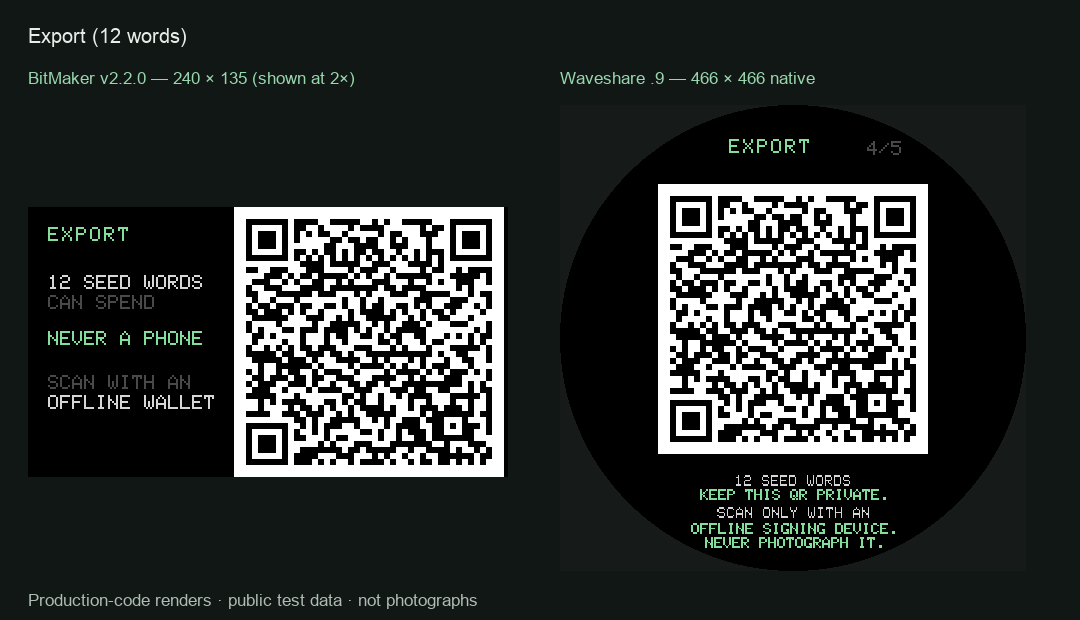 Export (12 words)
BitMaker v2.2.0 — 240 × 135 (shown at 2×)
EXPORT
12 SEED WORDS
CAN SPEND
NEVER A PHONE
SCAN WITH AN
OFFLINE WALLET
Waveshare .9 — 466 × 466 native
EXPORT 4/5
12 SEED WORDS
KEEP THIS QR PRIVATE.
SCAN ONLY WITH AN
OFFLINE SIGNING DEVICE.
NEVER PHOTOGRAPH IT.
Production-code renders · public test data · not photographs